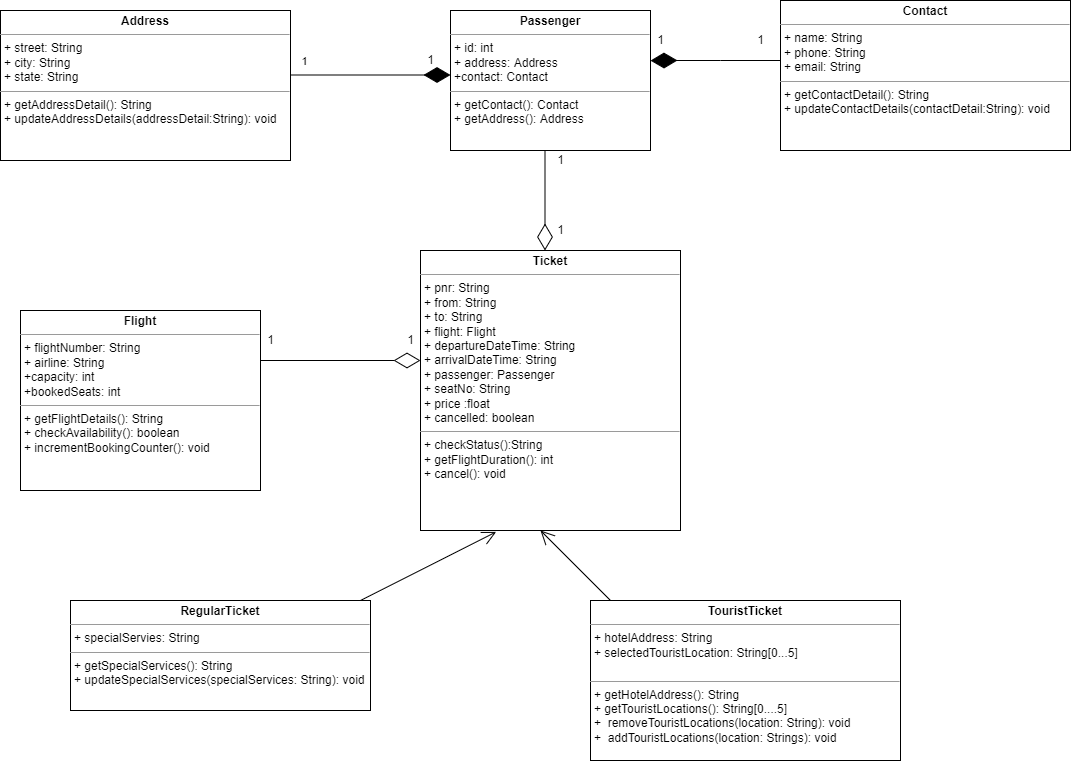 Address
+ street: String
+ city: String
+ state: String
+ getAddressDetail(): String
+ updateAddressDetails(addressDetail:String): void
1
1
Passenger
+ id: int
+ address: Address
+contact: Contact
+ getContact(): Contact
+ getAddress(): Address
1
1
Contact
+ name: String
+ phone: String
+ email: String
+ getContactDetail(): String
+ updateContactDetails(contactDetail:String): void
1
1
Ticket
+ pnr: String
+ from: String
+ to: String
+ flight: Flight
+ departureDateTime: String
+ arrivalDateTime: String
+ passenger: Passenger
+ seatNo: String
+ price :float
+ cancelled: boolean
+ checkStatus():String
+ getFlightDuration(): int
+ cancel(): void
Flight
+ flightNumber: String
+ airline: String
+capacity: int
+bookedSeats: int
+ getFlightDetails(): String
+ checkAvailability(): boolean
+ incrementBookingCounter(): void
1
1
RegularTicket
+ specialServies: String
+ getSpecialServices(): String
+ updateSpecialServices(specialServices: String): void
TouristTicket
+ hotelAddress: String
+ selectedTouristLocation: String[0...5]
+ getHotelAddress(): String
+ getTouristLocations(): String[0....5]
+ removeTouristLocations(location: String): void
+ addTouristLocations(location: Strings): void